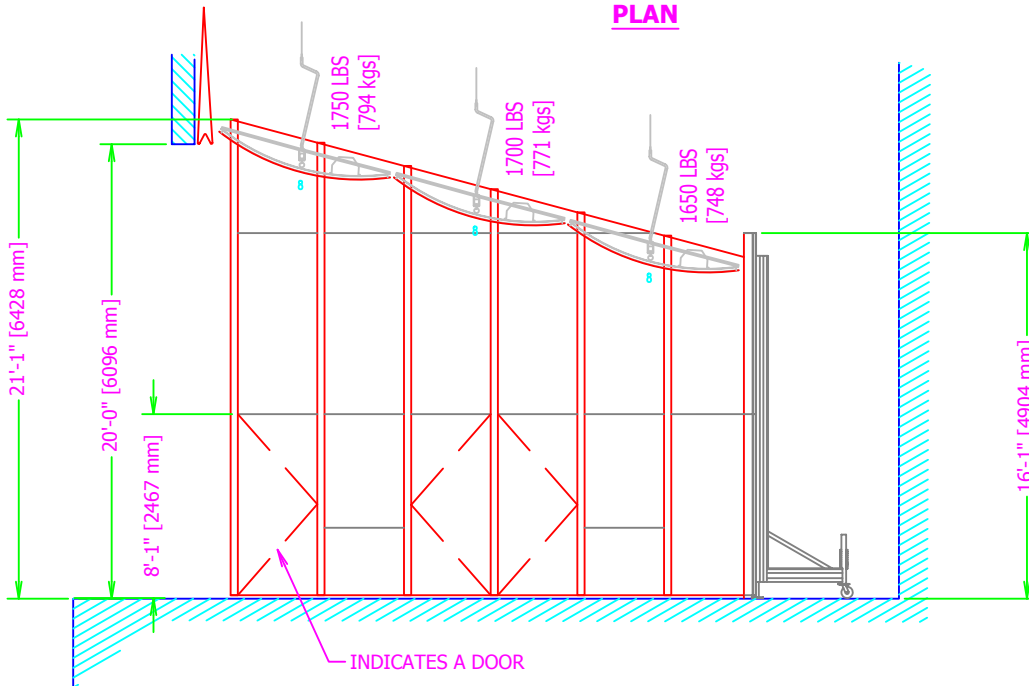 PLAN
1750 LBS
[794 kgs]
1700 LBS
[771 kgs]
1650 LBS
[748 kgs]
8
8
8
21'-1" [6428 mm]
20'-0" [6096 mm]
8'-1" [2467 mm]
16'-1" [4904 mm]
INDICATES A DOOR